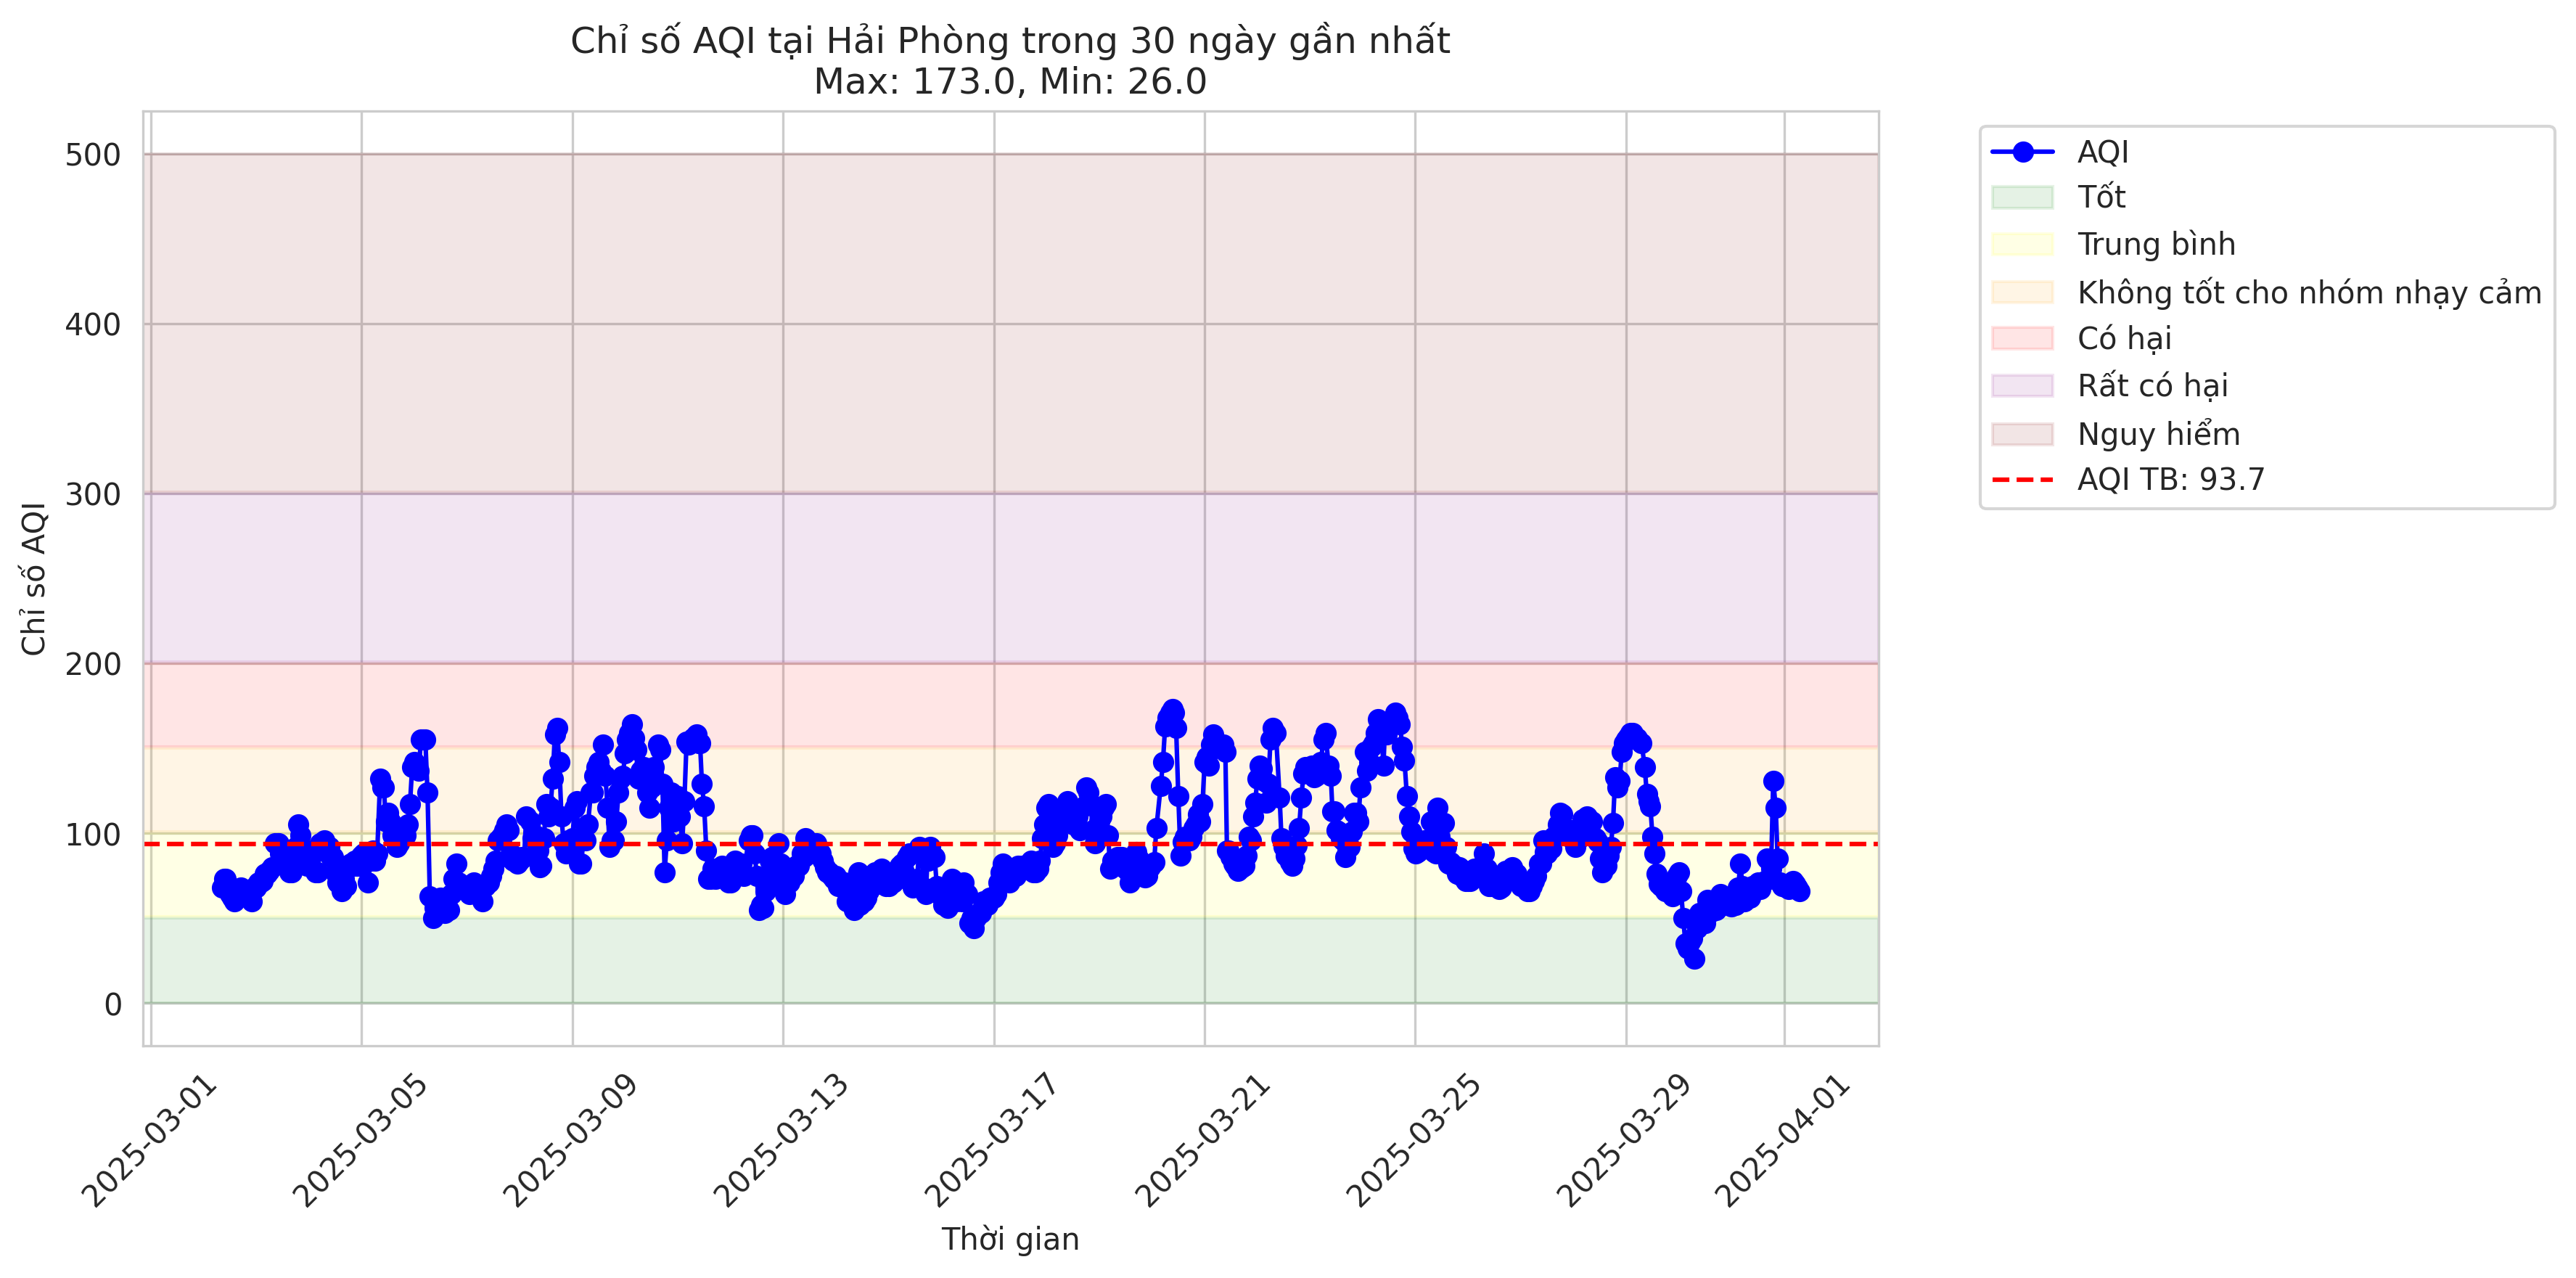 Chỉ số AQI tại Hải Phòng trong 30 ngày gần nhất
Max: 173.0, Min: 26.0
Chỉ số AQI
500
400
300
200
100
0
2025-03-01
2025-03-05
2025-03-09
2025-03-13
2025-03-17
2025-03-21
2025-03-25
2025-03-29
2025-04-01
Thời gian
AQI
Tốt
Trung bình
Không tốt cho nhóm nhạy cảm
Có hại
Rất có hại
Nguy hiểm
AQI TB: 93.7